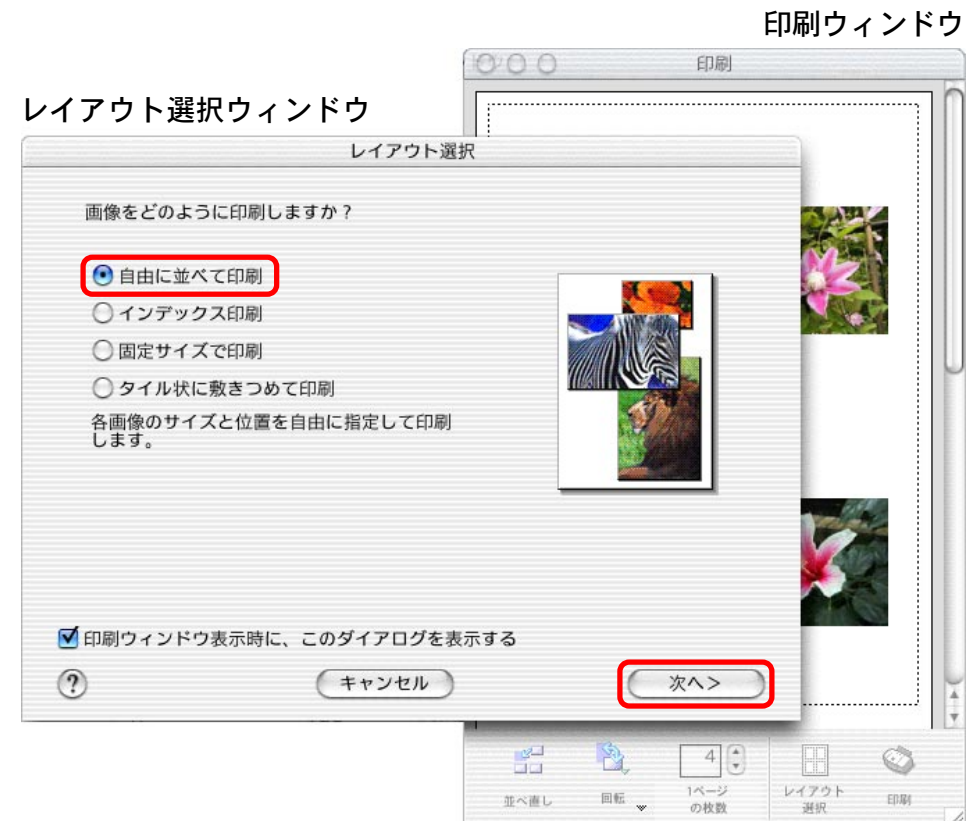 印刷ウィンドウ
印刷
レイアウト選択ウィンドウ
レイアウト選択
画像をどのように印刷しますか？
自由に並べて印刷
インデックス印刷
固定サイズで印刷
タイル状に敷きつめて印刷
各画像のサイズと位置を自由に指定して印刷
します。
印刷ウィンドウ表示時に、このダイアログを表示する
?
キャンセル
次へ＞
4
並べ直し
回転
1ページ
の枚数
レイアウト
選択
印刷